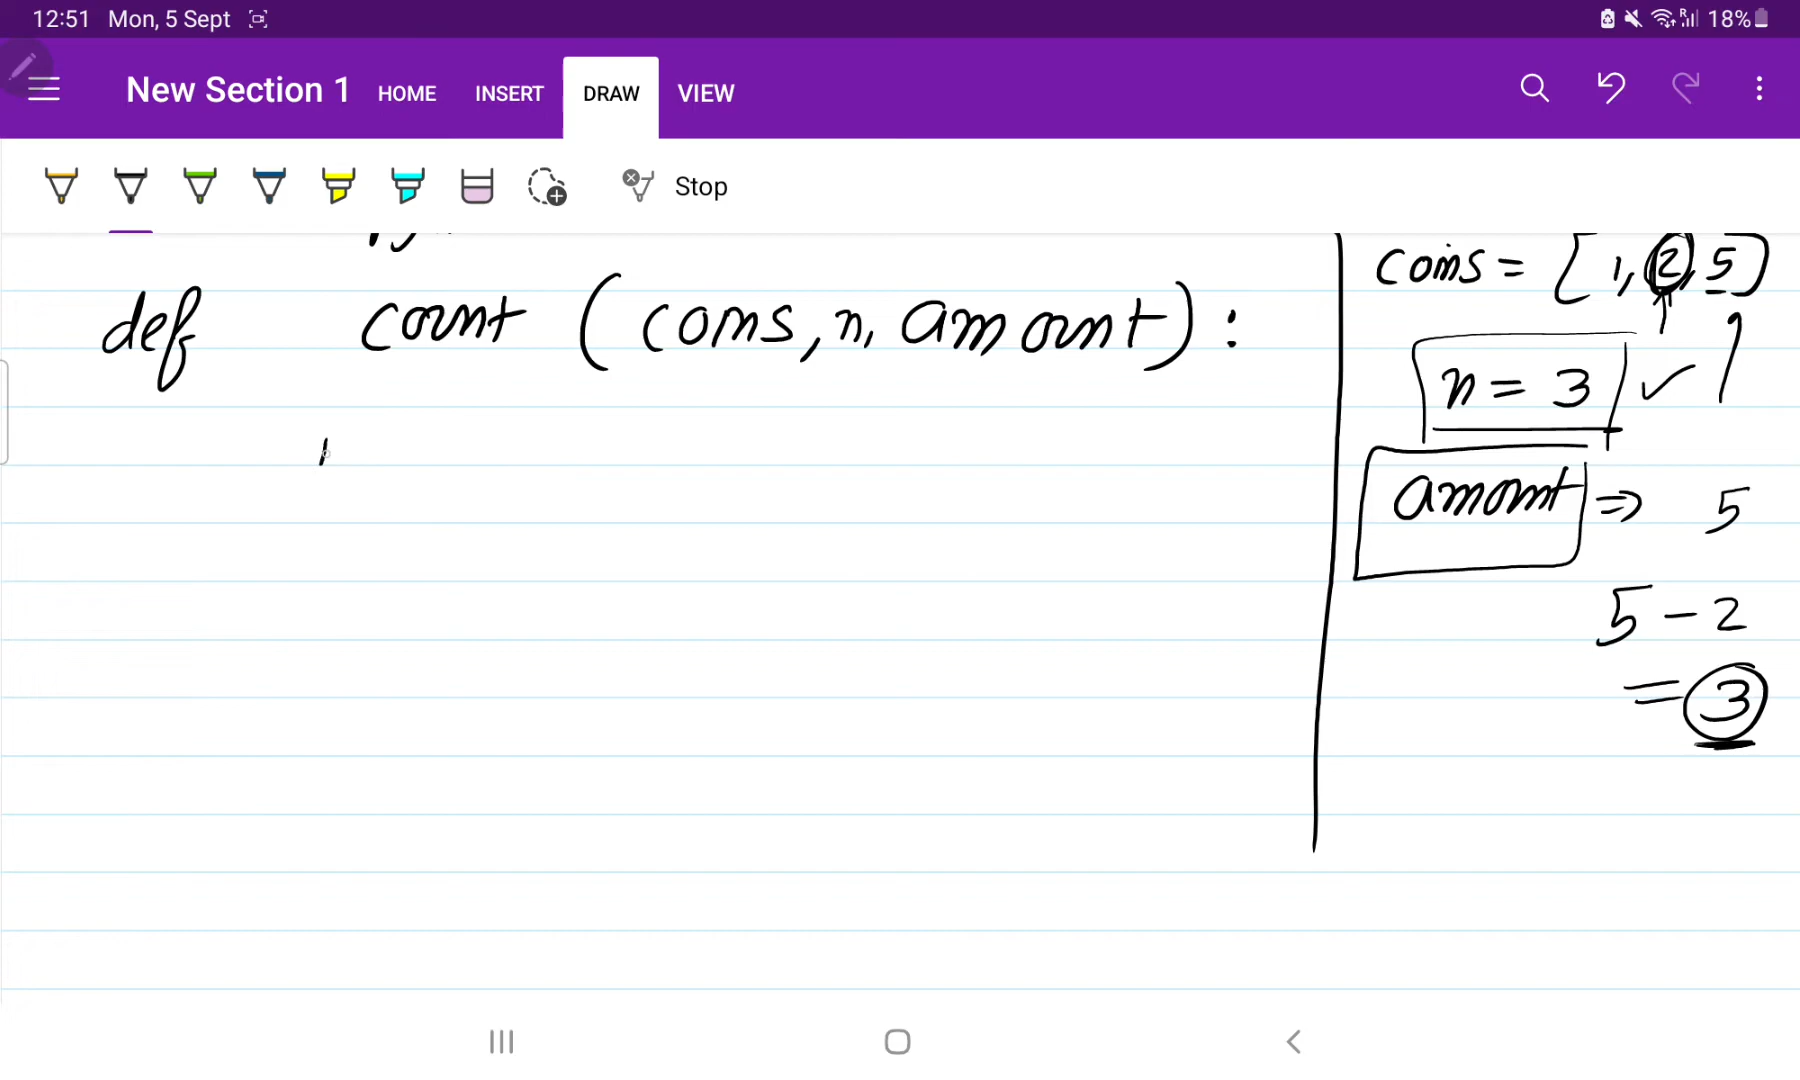 12:51 Mon, 5 Sept 18%
New Section 1 HOME INSERT DRAW VIEW
Stop
def count (coins, n, amount) :
coins = [1, 2, 5]
n = 3 ✓
amount ⇒ 5
5 - 2
= 3